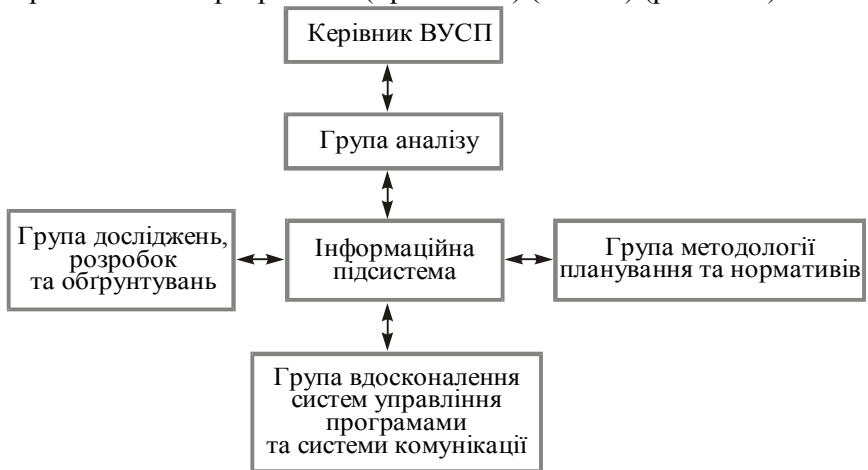 Керівник ВУСП
Група аналізу
Група досліджень,
розробок
та обґрунтувань
Інформаційна
підсистема
Група методології
планування та нормативів
Група вдосконалення
систем управління
програмами
та системи комунікації